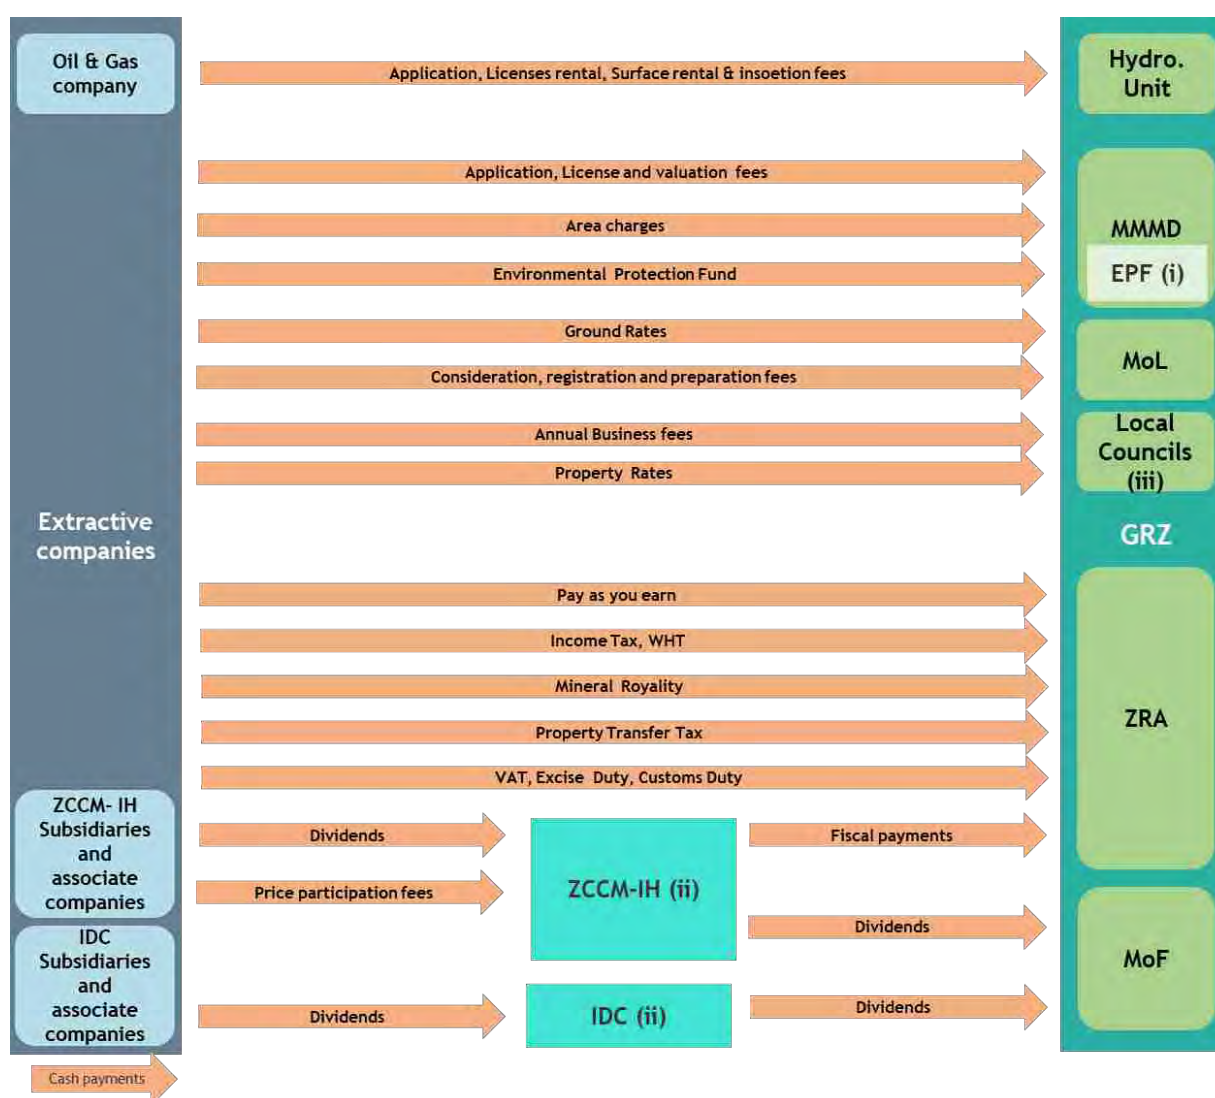 Oil & Gas
company
Application, Licenses rental, Surface rental & insoetion fees
Hydro.
Unit
Application, License and valuation fees
Area charges
MMMD
Environmental Protection Fund
EPF (i)
Ground Rates
MoL
Consideration, registration and preparation fees
Annual Business fees
Property Rates
Local
Councils
(iii)
Extractive
companies
GRZ
Pay as you earn
Income Tax, WHT
Mineral Royality
Property Transfer Tax
VAT, Excise Duty, Customs Duty
ZRA
ZCCM- IH
Subsidiaries
and
associate
companies
Dividends
Price participation fees
ZCCM-IH (ii)
Fiscal payments
Dividends
MoF
IDC
Subsidiaries
and
associate
companies
Dividends
IDC (ii)
Dividends
Cash payments